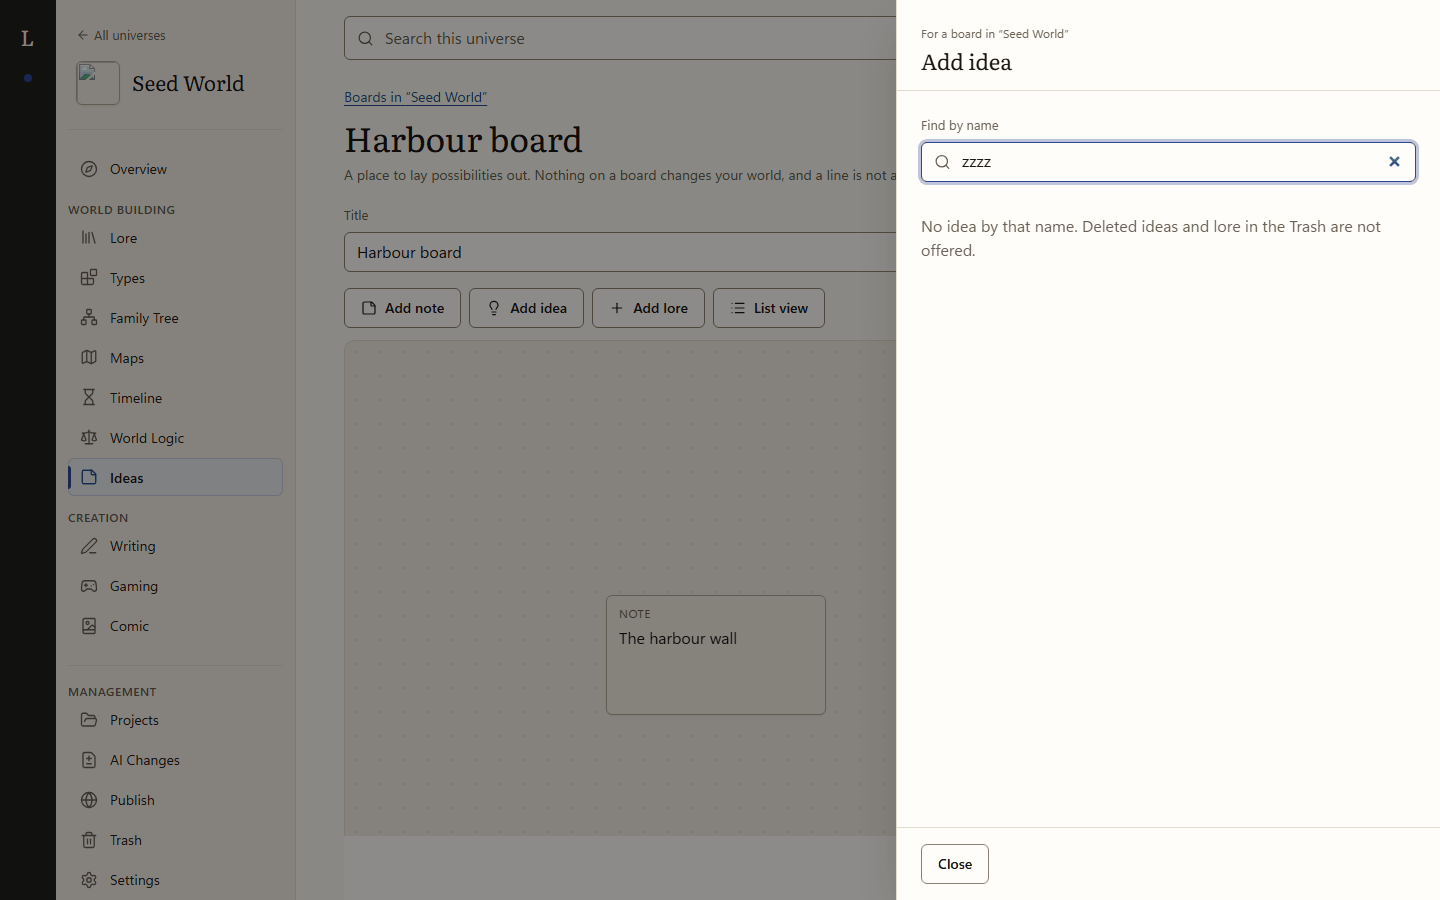 L
All universes
Seed World
Overview
WORLD BUILDING
Lore
Types
Family Tree
Maps
Timeline
World Logic
Ideas
CREATION
Writing
Gaming
Comic
MANAGEMENT
Projects
AI Changes
Publish
Trash
Settings
Search this universe
Boards in “Seed World”
Harbour board
A place to lay possibilities out. Nothing on a board changes your world, and a line is not a
Title
Harbour board
Add note
Add idea
Add lore
List view
NOTE
The harbour wall
For a board in “Seed World”
Add idea
Find by name
zzzz
No idea by that name. Deleted ideas and lore in the Trash are not
offered.
Close